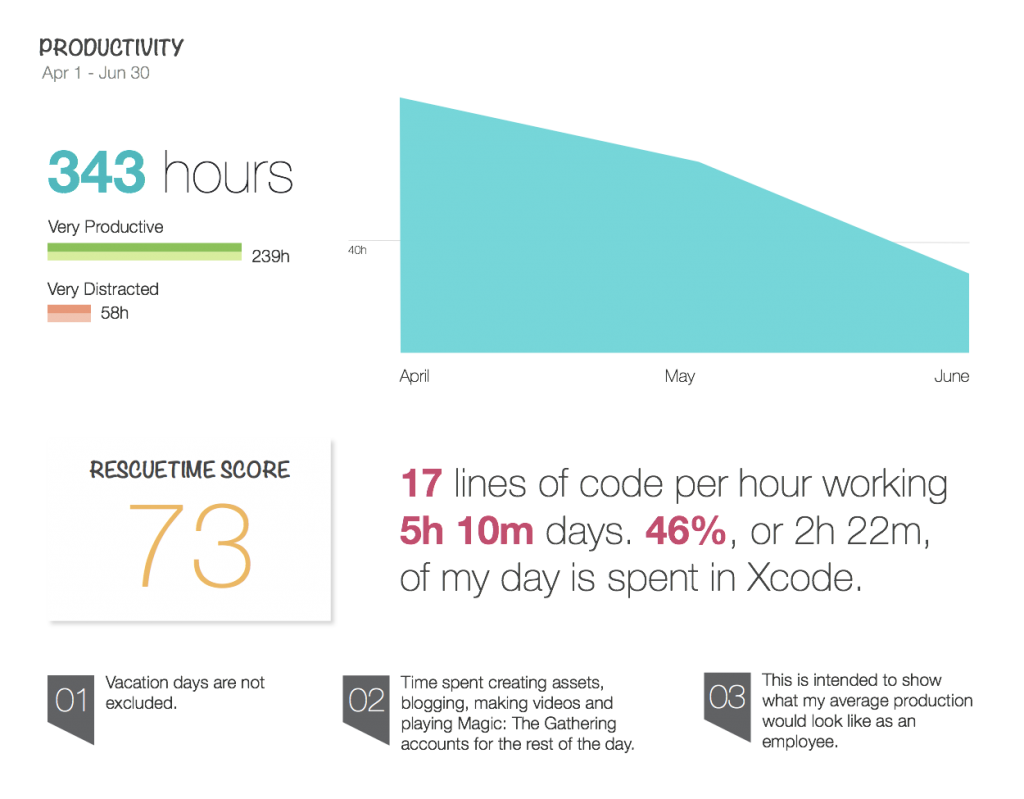 PRODUCTIVITY
Apr 1 - Jun 30
343 hours
Very Productive
239h
Very Distracted
58h
40h
April
May
June
RESCUETIME SCORE
73
17 lines of code per hour working
5h 10m days. 46%, or 2h 22m,
of my day is spent in Xcode.
01
Vacation days are not
excluded.
02
Time spent creating assets,
blogging, making videos and
playing Magic: The Gathering
accounts for the rest of the day.
03
This is intended to show
what my average production
would look like as an
employee.